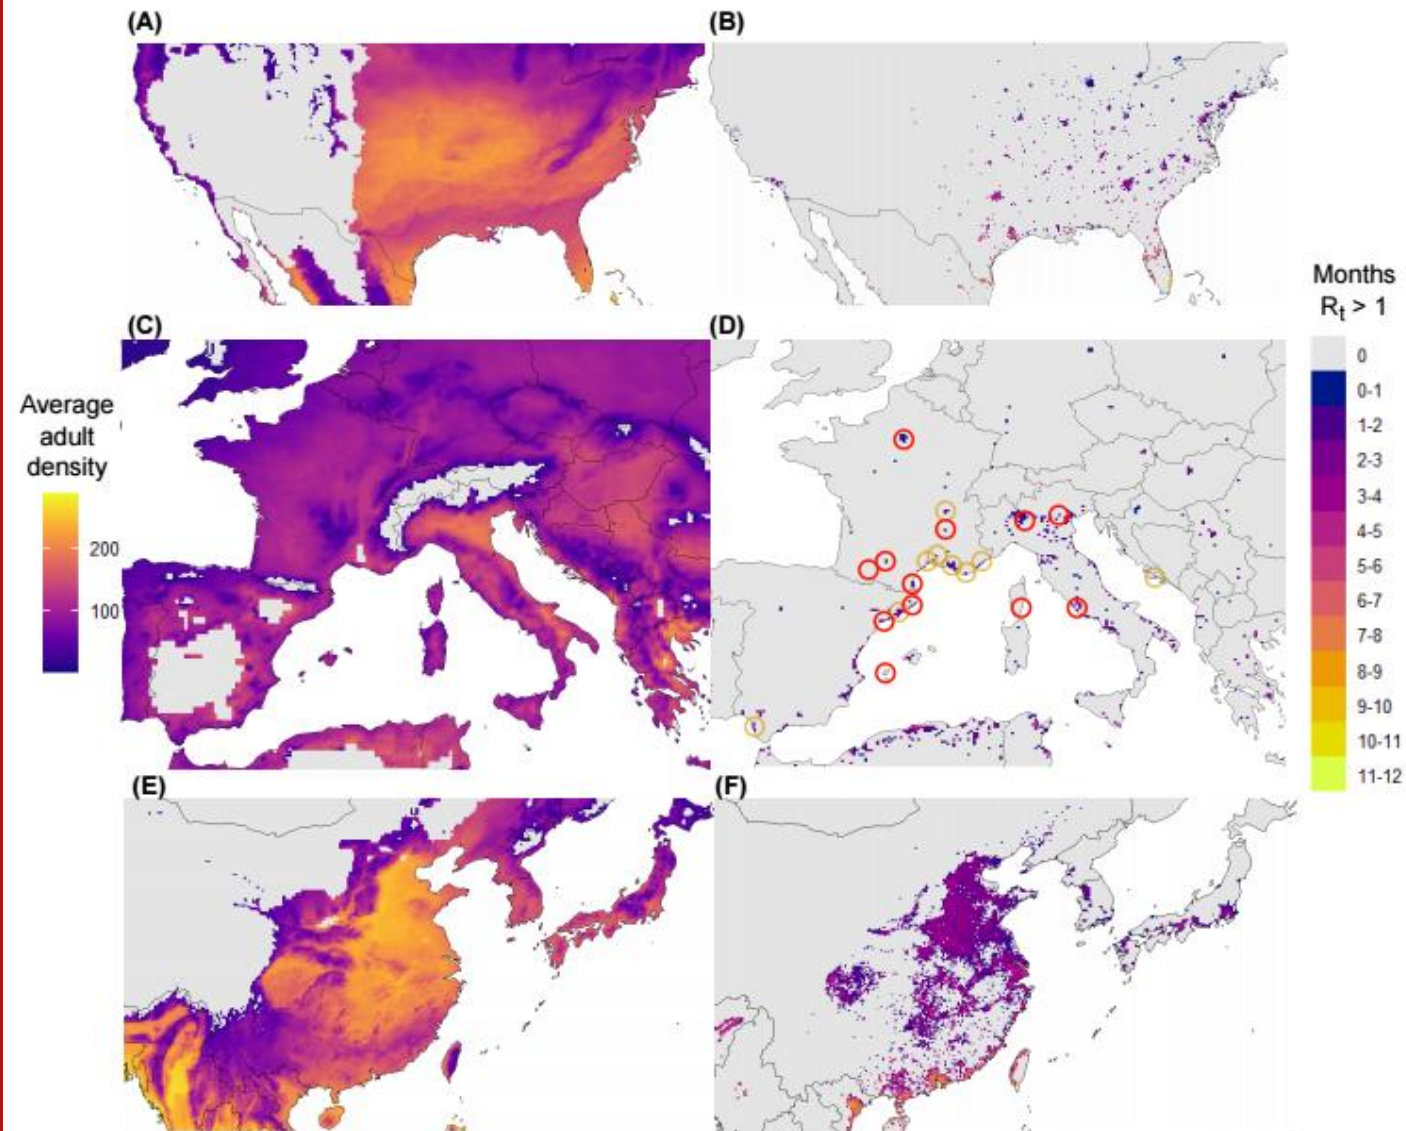 (A)
(B)
(C)
(D)
Average
adult
density
200
100
Months
Rt > 1
0
0-1
1-2
2-3
3-4
4-5
5-6
6-7
7-8
8-9
9-10
10-11
11-12
(E)
(F)